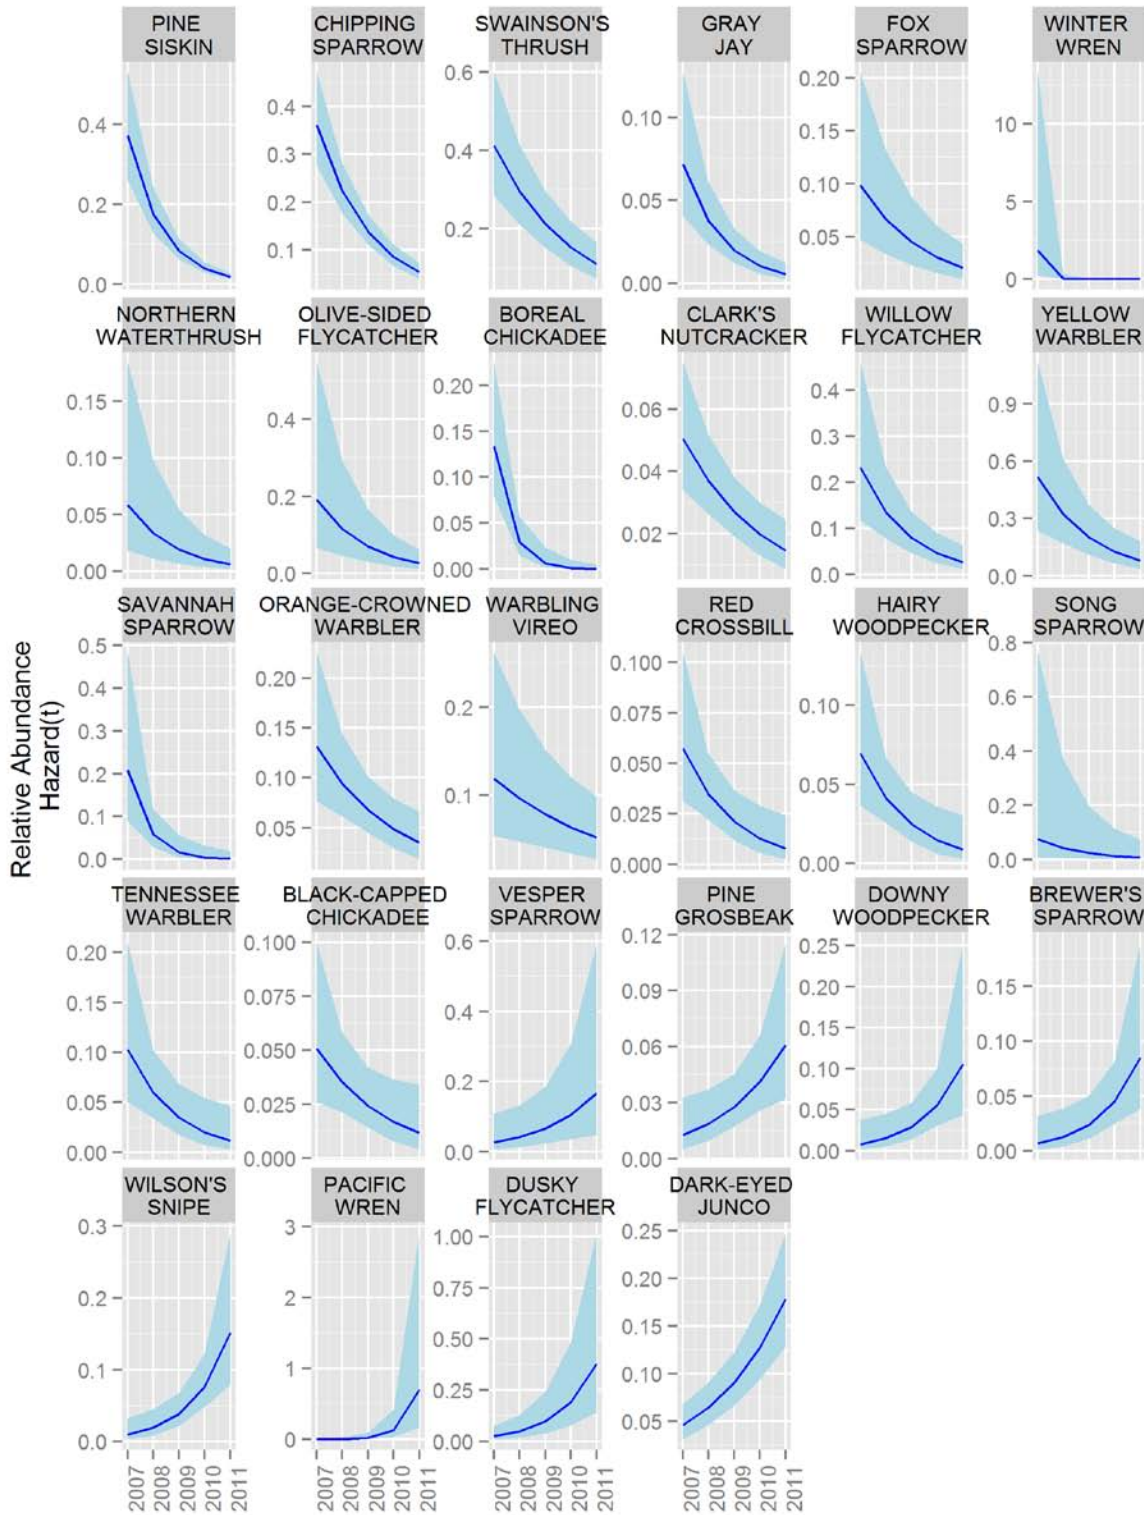 PINE
SISKIN
CHIPPING
SPARROW
SWAINSON'S
THRUSH
GRAY
JAY
FOX
SPARROW
WINTER
WREN
0.4
0.2
0.0
0.4
0.3
0.2
0.1
0.6
0.4
0.2
0.10
0.05
0.00
0.20
0.15
0.10
0.05
10
5
0
NORTHERN
WATERTHRUSH
OLIVE-SIDED
FLYCATCHER
BOREAL
CHICKADEE
CLARK'S
NUTCRACKER
WILLOW
FLYCATCHER
YELLOW
WARBLER
0.15
0.10
0.05
0.00
0.4
0.2
0.0
0.20
0.15
0.10
0.05
0.00
0.06
0.04
0.02
0.4
0.3
0.2
0.1
0.0
0.9
0.6
0.3
0.0
Relative Abundance
Hazard(t)
SAVANNAH
SPARROW
ORANGE-CROWNED
WARBLER
WARBLING
VIREO
RED
CROSSBILL
HAIRY
WOODPECKER
SONG
SPARROW
0.5
0.4
0.3
0.2
0.1
0.0
0.20
0.15
0.10
0.05
0.2
0.1
0.100
0.075
0.050
0.025
0.000
0.10
0.05
0.00
0.8
0.6
0.4
0.2
0.0
TENNESSEE
WARBLER
BLACK-CAPPED
CHICKADEE
VESPER
SPARROW
PINE
GROSBEAK
DOWNY
WOODPECKER
BREWER'S
SPARROW
0.20
0.15
0.10
0.05
0.00
0.100
0.075
0.050
0.025
0.000
0.6
0.4
0.2
0.0
0.12
0.09
0.06
0.03
0.00
0.25
0.20
0.15
0.10
0.05
0.00
0.15
0.10
0.05
0.00
WILSON'S
SNIPE
PACIFIC
WREN
DUSKY
FLYCATCHER
DARK-EYED
JUNCO
0.3
0.2
0.1
0.0
3
2
1
0
1.00
0.75
0.50
0.25
0.00
0.25
0.20
0.15
0.10
0.05
2007
2008
2009
2010
2011
2007
2008
2009
2010
2011
2007
2008
2009
2010
2011
2007
2008
2009
2010
2011